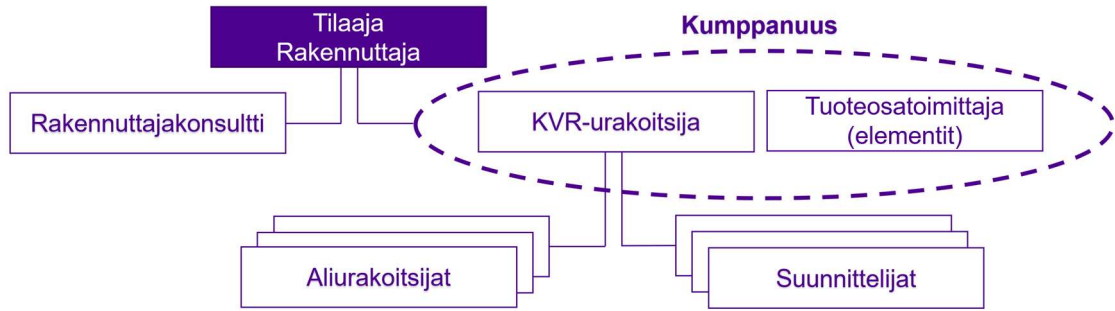 Tilaaja
Rakennuttaja
Kumppanuus
Rakennuttajakonsultti
KVR-urakoitsija
Tuoteosatoimittaja
(elementit)
Aliurakoitsijat
Suunnittelijat